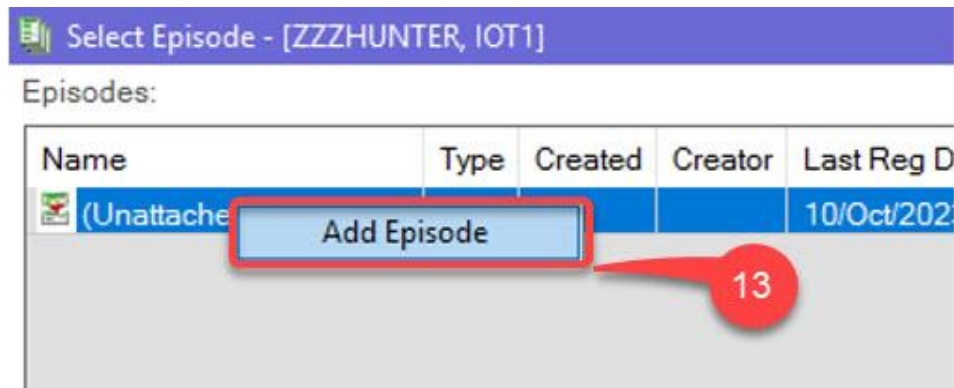 Select Episode - [ZZZHUNTER, IOT1]
Episodes:
Name Type Created Creator Last Reg D
(Unattache 10/Oct/202
Add Episode
13